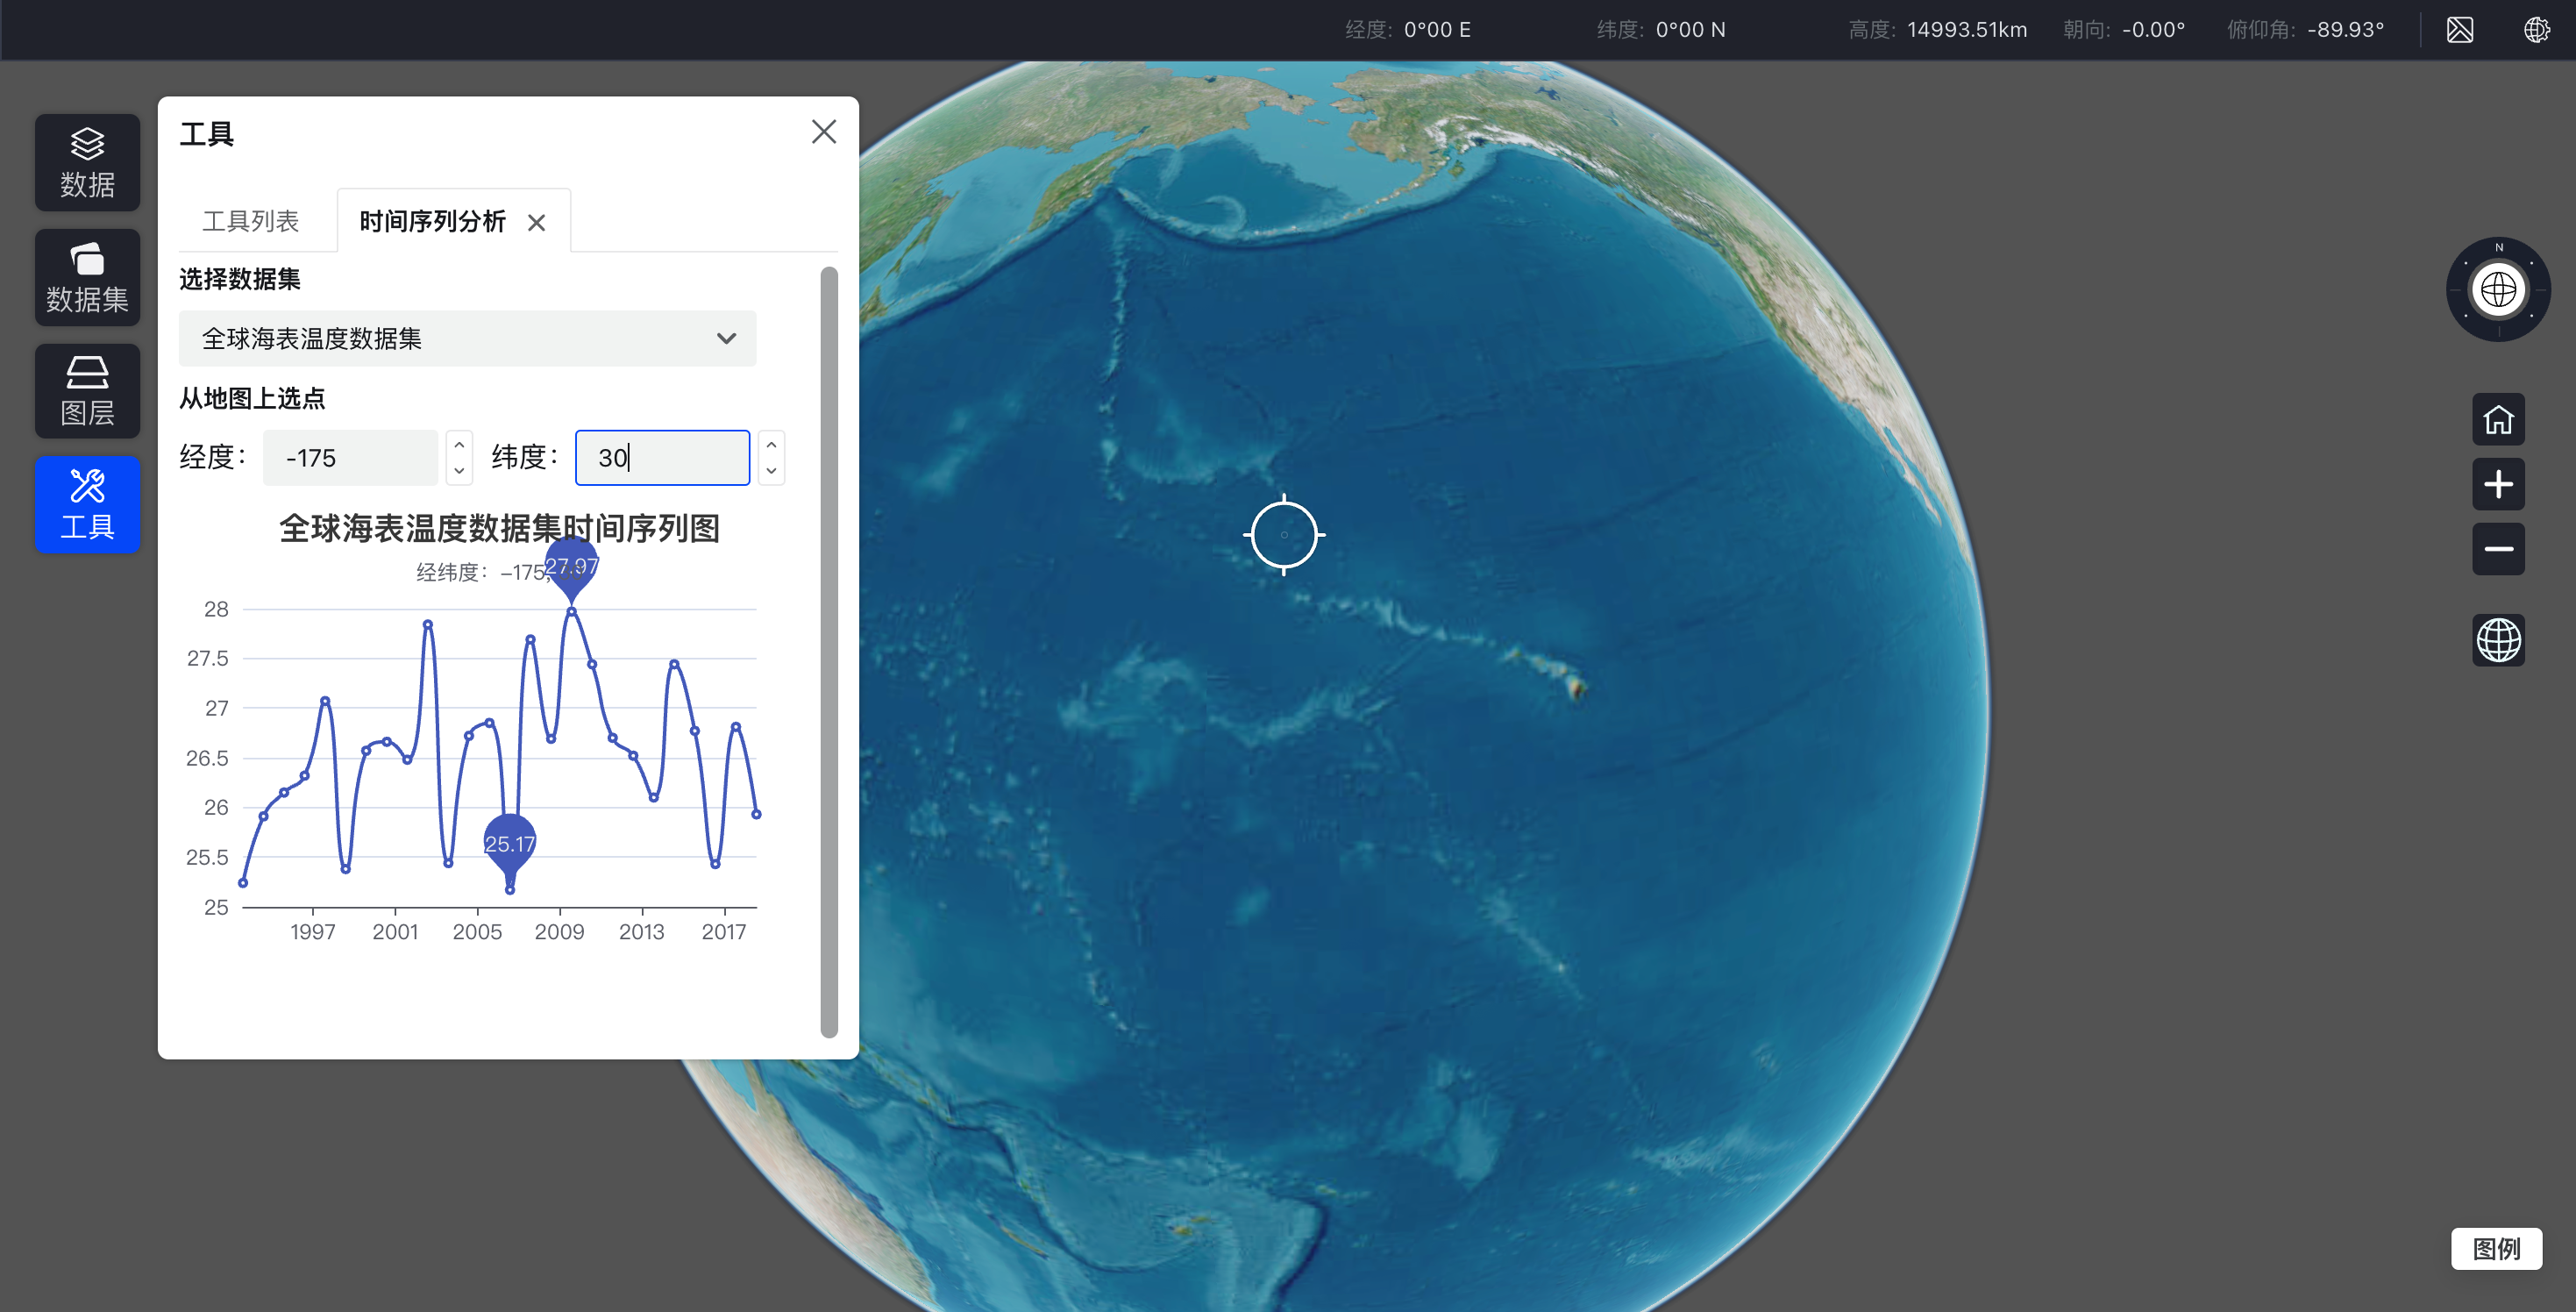 经度: 0°00 E 纬度: 0°00 N 高度: 14993.51km 朝向: -0.00° 俯仰角: -89.93°
数据
数据集
图层
工具
工具
工具列表 时间序列分析
选择数据集
全球海表温度数据集
从地图上选点
经度: -175 纬度: 30
全球海表温度数据集时间序列图
经纬度: -175,
27.97
28
27.5
27
26.5
26
25.5
25
25.17
1997 2001 2005 2009 2013 2017
N
图例